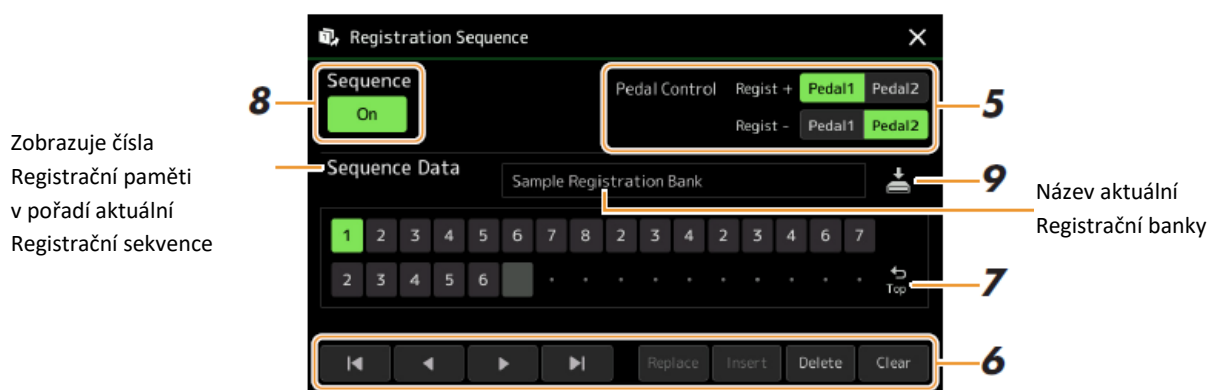 Registration Sequence
Sequence
On
8
Pedal Control Regist + Pedal1 Pedal2
Regist - Pedal1 Pedal2
5
Zobrazuje čísla
Registrační paměti
v pořadí aktuální
Registrační sekvence
Sequence Data
Sample Registration Bank
9
Název aktuální
Registrační banky
1 2 3 4 5 6 7 8 2 3 4 2 3 4 6 7
2 3 4 5 6
Top
7
Replace Insert Delete Clear
6